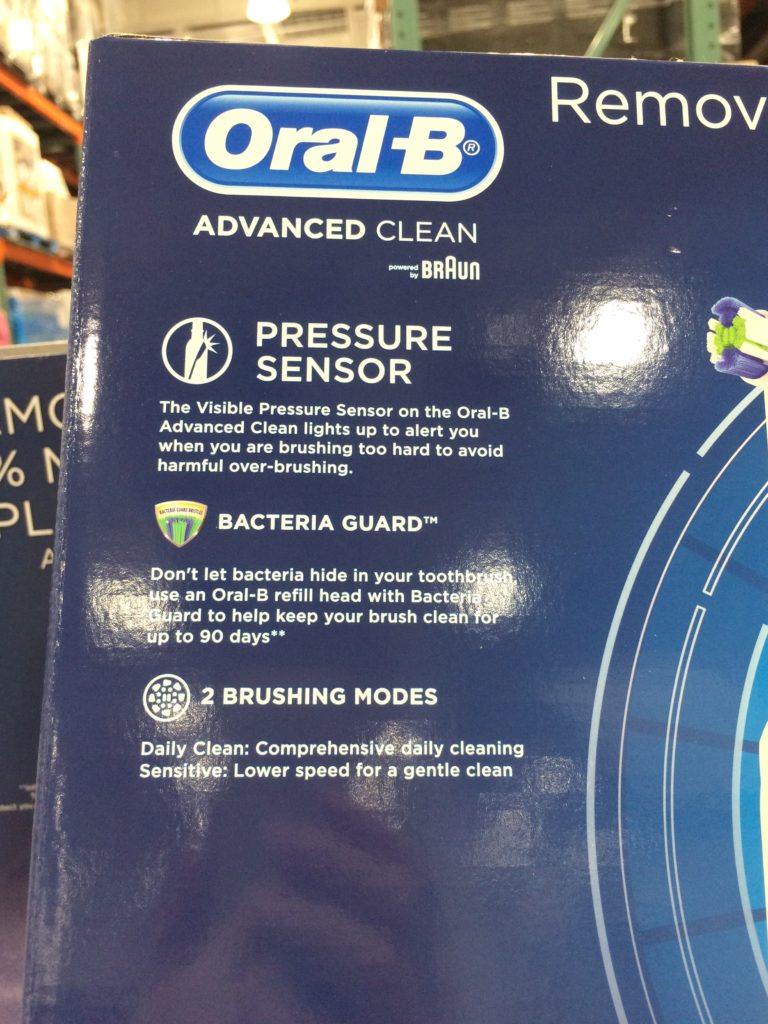 Oral-B®
Remov
ADVANCED CLEAN
powered by BRAUN
PRESSURE
SENSOR
The Visible Pressure Sensor on the Oral-B
Advanced Clean lights up to alert you
when you are brushing too hard to avoid
harmful over-brushing.
BACTERIA GUARD BRISTLES
BACTERIA GUARD™
Don't let bacteria hide in your toothbrush,
use an Oral-B refill head with Bacteria
Guard to help keep your brush clean for
up to 90 days**
2 BRUSHING MODES
Daily Clean: Comprehensive daily cleaning
Sensitive: Lower speed for a gentle clean